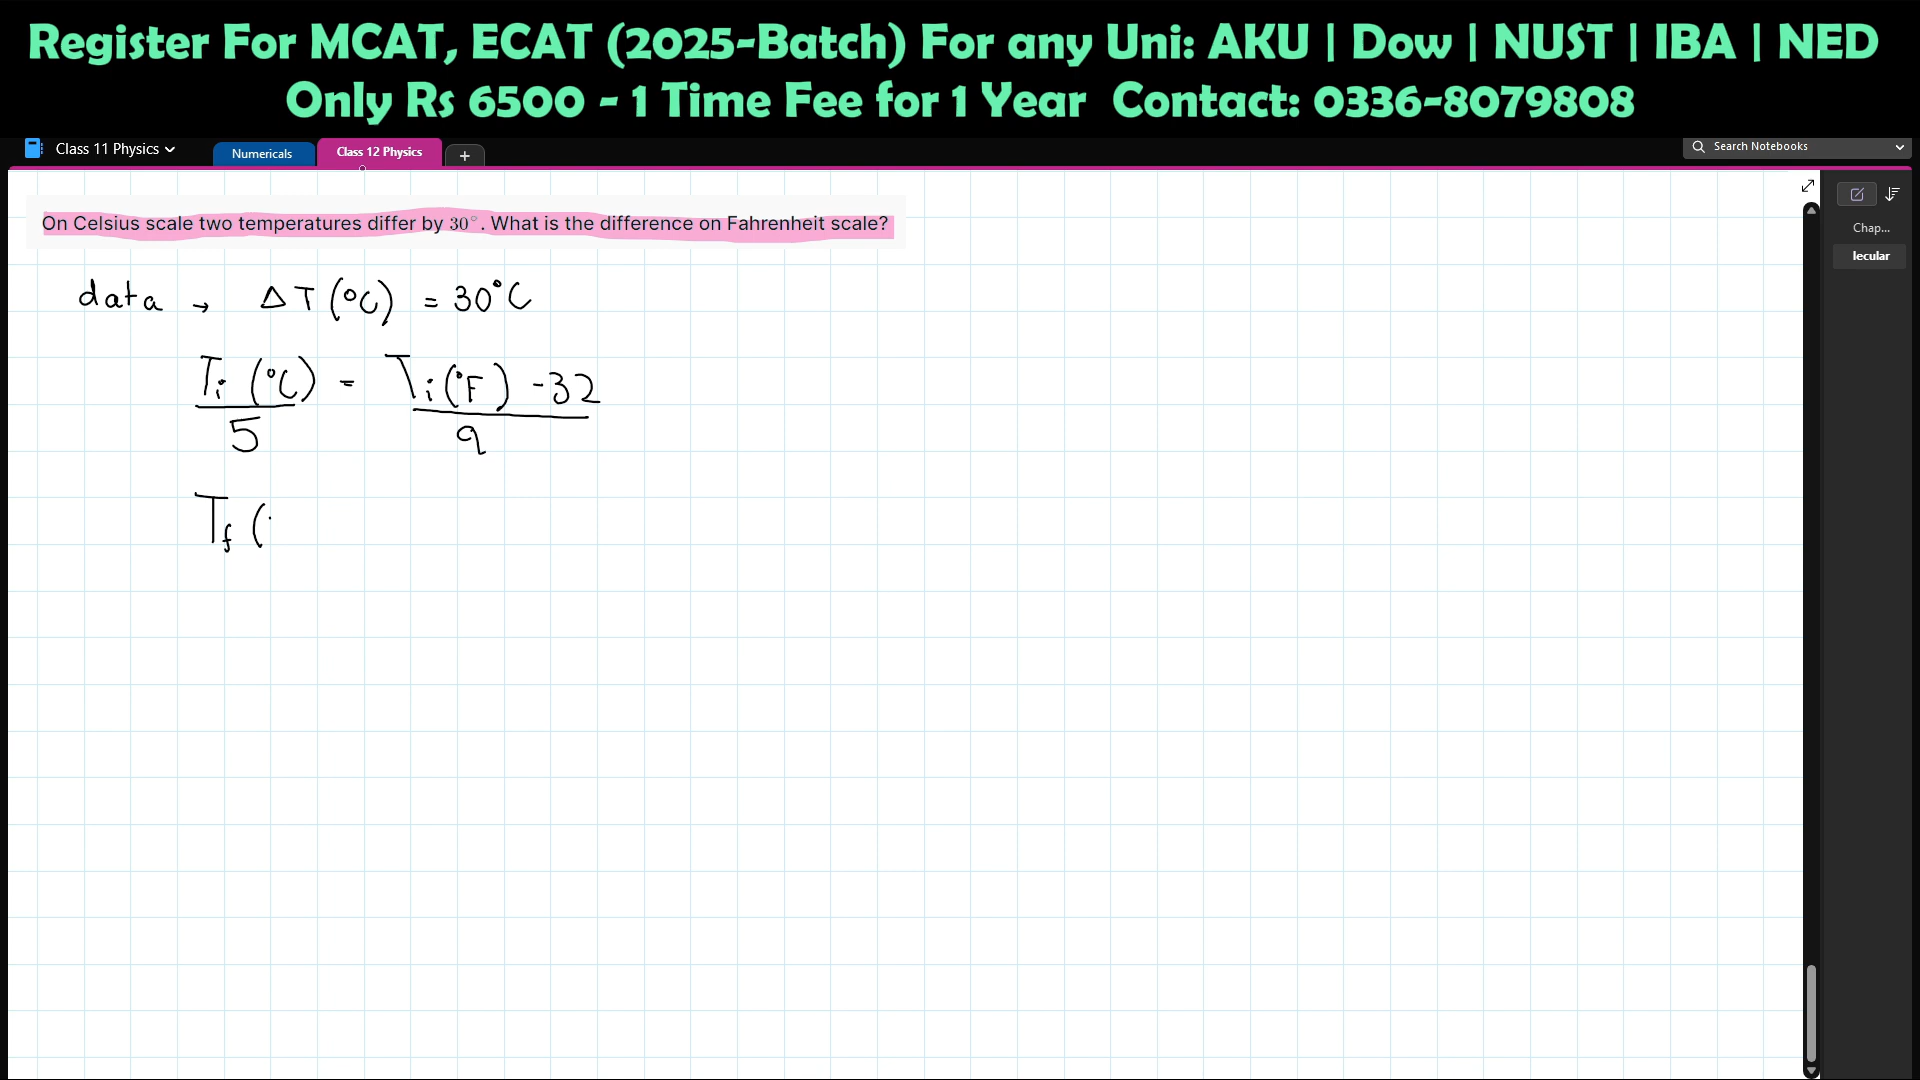 Register For MCAT, ECAT (2025-Batch) For any Uni: AKU | Dow | NUST | IBA | NED
Only Rs 6500 - 1 Time Fee for 1 Year Contact: 0336-8079808
Class 11 Physics
Numericals
Class 12 Physics
+
Search Notebooks
Chap...
lecular
On Celsius scale two temperatures differ by 30°. What is the difference on Fahrenheit scale?
data → ΔT (°C) = 30°C
Ti (°C) = Ti (°F) -32
5 9
Tf (